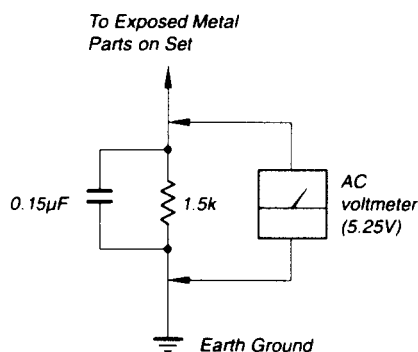 To Exposed Metal
Parts on Set
0.15µF
1.5k
AC
voltmeter
(5.25V)
Earth Ground